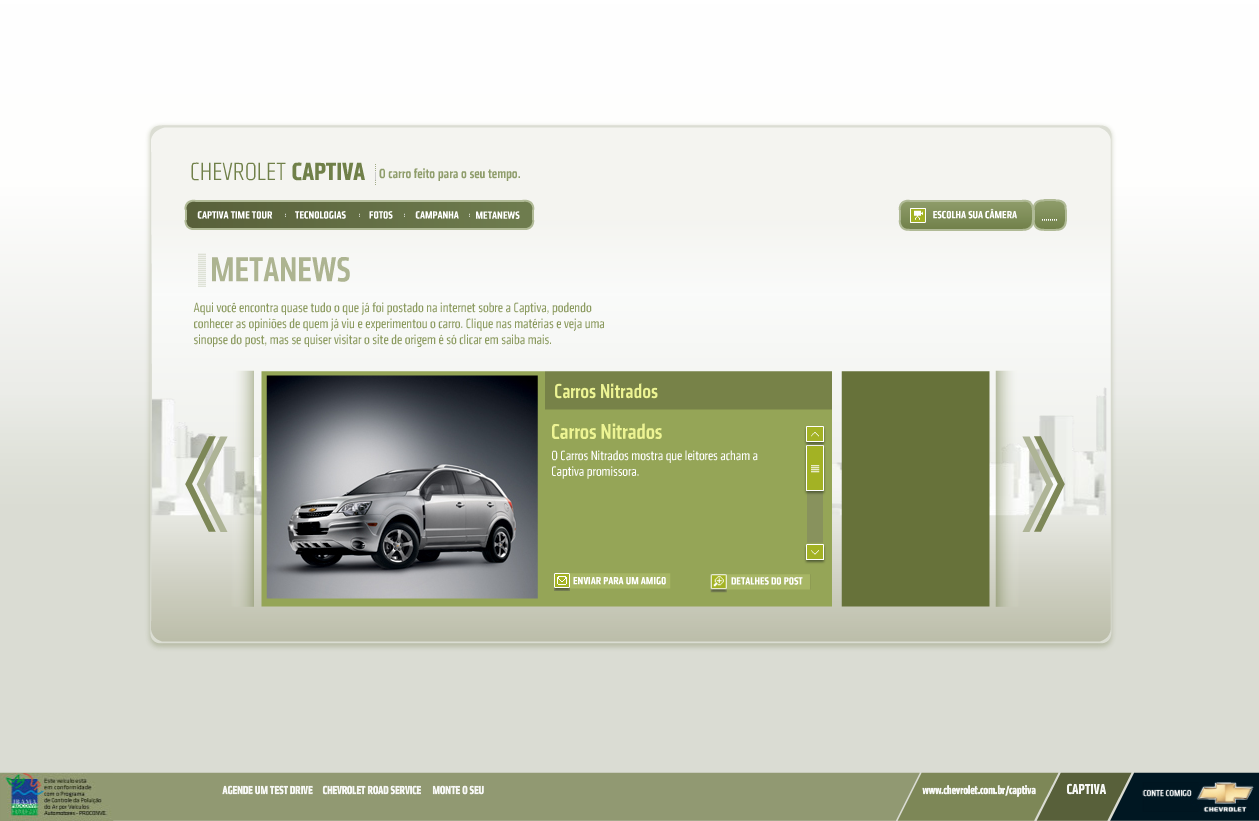 CHEVROLET CAPTIVA
O carro feito para o seu tempo.
CAPTIVA TIME TOUR
TECNOLOGIAS
FOTOS
CAMPANHA
METANEWS
ESCOLHA SUA CÂMERA
METANEWS
Aqui você encontra quase tudo o que já foi postado na internet sobre a Captiva, podendo
conhecer as opiniões de quem já viu e experimentou o carro. Clique nas matérias e veja uma
sinopse do post, mas se quiser visitar o site de origem é só clicar em saiba mais.
Carros Nitrados
Carros Nitrados
O Carros Nitrados mostra que leitores acham a
Captiva promissora.
ENVIAR PARA UM AMIGO
DETALHES DO POST
Este veículo está
em conformidade
com o Programa
de Controle da Poluição
do Ar por Veículos
Automotores - PROCONVE.
AGENDE UM TEST DRIVE
CHEVROLET ROAD SERVICE
MONTE O SEU
www.chevrolet.com.br/captiva
CAPTIVA
CONTE COMIGO
CHEVROLET